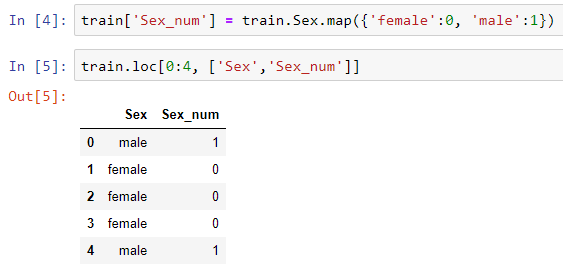 In [4]: train['Sex_num'] = train.Sex.map({'female':0, 'male':1})
In [5]: train.loc[0:4, ['Sex','Sex_num']]
Out[5]:
Sex Sex_num
0 male 1
1 female 0
2 female 0
3 female 0
4 male 1